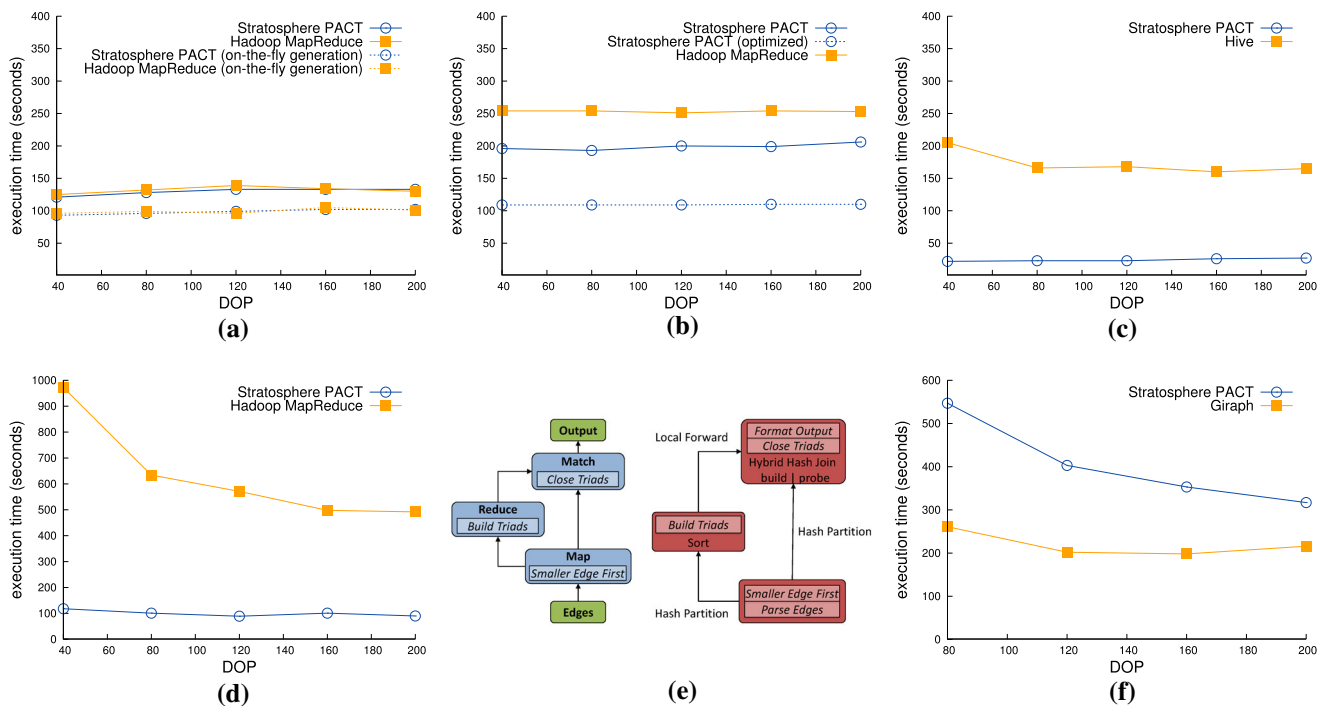 Stratosphere PACT
Hadoop MapReduce
Stratosphere PACT (on-the-fly generation)
Hadoop MapReduce (on-the-fly generation)
execution time (seconds)
400
350
300
250
200
150
100
50
40 60 80 100 120 140 160 180 200
DOP
(a)
Stratosphere PACT
Stratosphere PACT (optimized)
Hadoop MapReduce
execution time (seconds)
400
350
300
250
200
150
100
50
40 60 80 100 120 140 160 180 200
DOP
(b)
Stratosphere PACT
Hive
execution time (seconds)
400
350
300
250
200
150
100
50
40 60 80 100 120 140 160 180 200
DOP
(c)
Stratosphere PACT
Hadoop MapReduce
execution time (seconds)
1000
900
800
700
600
500
400
300
200
100
0
40 60 80 100 120 140 160 180 200
DOP
(d)
Output
Match
Close Triads
Reduce
Build Triads
Map
Smaller Edge First
Edges
Local Forward
Format Output
Close Triads
Hybrid Hash Join
build | probe
Build Triads
Sort
Hash Partition
Hash Partition
Smaller Edge First
Parse Edges
(e)
Stratosphere PACT
Giraph
execution time (seconds)
600
500
400
300
200
100
0
80 100 120 140 160 180 200
DOP
(f)